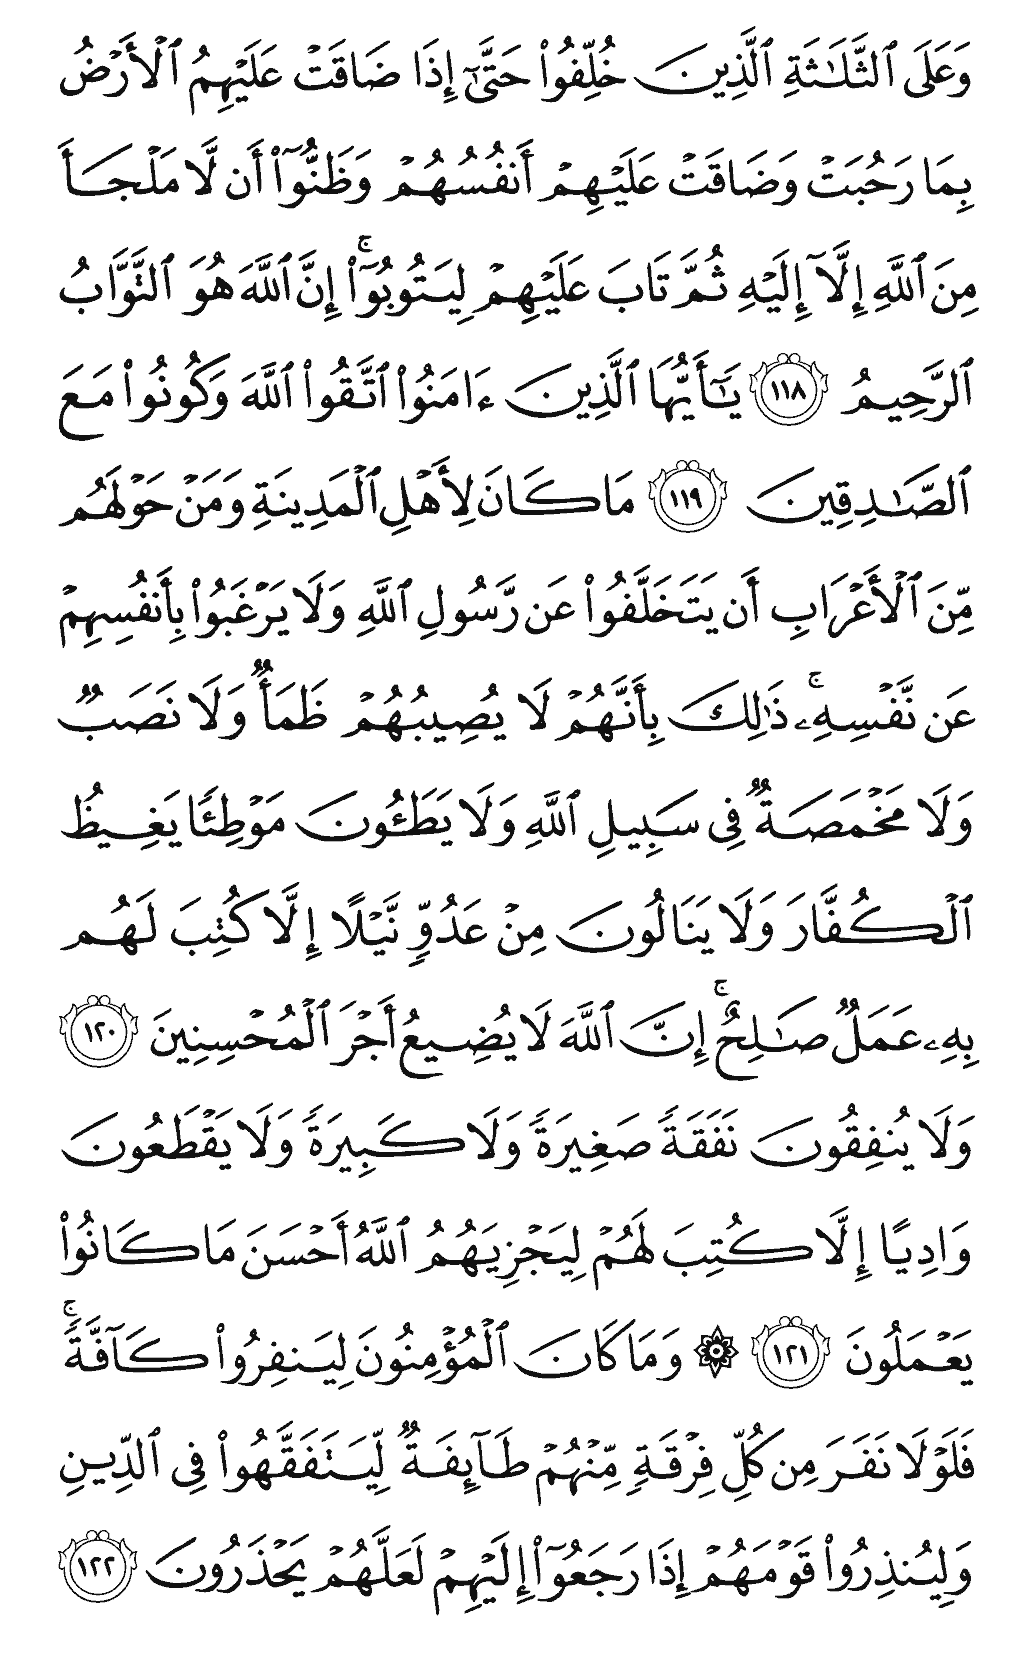 وَعَلَى ٱلثَّلَـٰثَةِ ٱلَّذِينَ خُلِّفُوا۟ حَتَّىٰٓ إِذَا ضَاقَتْ عَلَيْهِمُ ٱلْأَرْضُ
بِمَا رَحُبَتْ وَضَاقَتْ عَلَيْهِمْ أَنفُسُهُمْ وَظَنُّوٓا۟ أَن لَّا مَلْجَأَ
مِنَ ٱللَّهِ إِلَّآ إِلَيْهِ ثُمَّ تَابَ عَلَيْهِمْ لِيَتُوبُوٓا۟ ۚ إِنَّ ٱللَّهَ هُوَ ٱلتَّوَّابُ
ٱلرَّحِيمُ ١١٨ يَـٰٓأَيُّهَا ٱلَّذِينَ ءَامَنُوا۟ ٱتَّقُوا۟ ٱللَّهَ وَكُونُوا۟ مَعَ
ٱلصَّـٰدِقِينَ ١١٩ مَا كَانَ لِأَهْلِ ٱلْمَدِينَةِ وَمَنْ حَوْلَهُم
مِّنَ ٱلْأَعْرَابِ أَن يَتَخَلَّفُوا۟ عَن رَّسُولِ ٱللَّهِ وَلَا يَرْغَبُوا۟ بِأَنفُسِهِمْ
عَن نَّفْسِهِۦ ۚ ذَٰلِكَ بِأَنَّهُمْ لَا يُصِيبُهُمْ ظَمَأٌ وَلَا نَصَبٌ
وَلَا مَخْمَصَةٌ فِى سَبِيلِ ٱللَّهِ وَلَا يَطَـُٔونَ مَوْطِئًا يَغِيظُ
ٱلْكُفَّارَ وَلَا يَنَالُونَ مِنْ عَدُوٍّ نَّيْلًا إِلَّا كُتِبَ لَهُم
بِهِۦ عَمَلٌ صَـٰلِحٌ ۚ إِنَّ ٱللَّهَ لَا يُضِيعُ أَجْرَ ٱلْمُحْسِنِينَ ١٢٠
وَلَا يُنفِقُونَ نَفَقَةً صَغِيرَةً وَلَا كَبِيرَةً وَلَا يَقْطَعُونَ
وَادِيًا إِلَّا كُتِبَ لَهُمْ لِيَجْزِيَهُمُ ٱللَّهُ أَحْسَنَ مَا كَانُوا۟
يَعْمَلُونَ ١٢١ ۞ وَمَا كَانَ ٱلْمُؤْمِنُونَ لِيَنفِرُوا۟ كَآفَّةً ۚ
فَلَوْلَا نَفَرَ مِن كُلِّ فِرْقَةٍ مِّنْهُمْ طَآئِفَةٌ لِّيَتَفَقَّهُوا۟ فِى ٱلدِّينِ
وَلِيُنذِرُوا۟ قَوْمَهُمْ إِذَا رَجَعُوٓا۟ إِلَيْهِمْ لَعَلَّهُمْ يَحْذَرُونَ ١٢٢